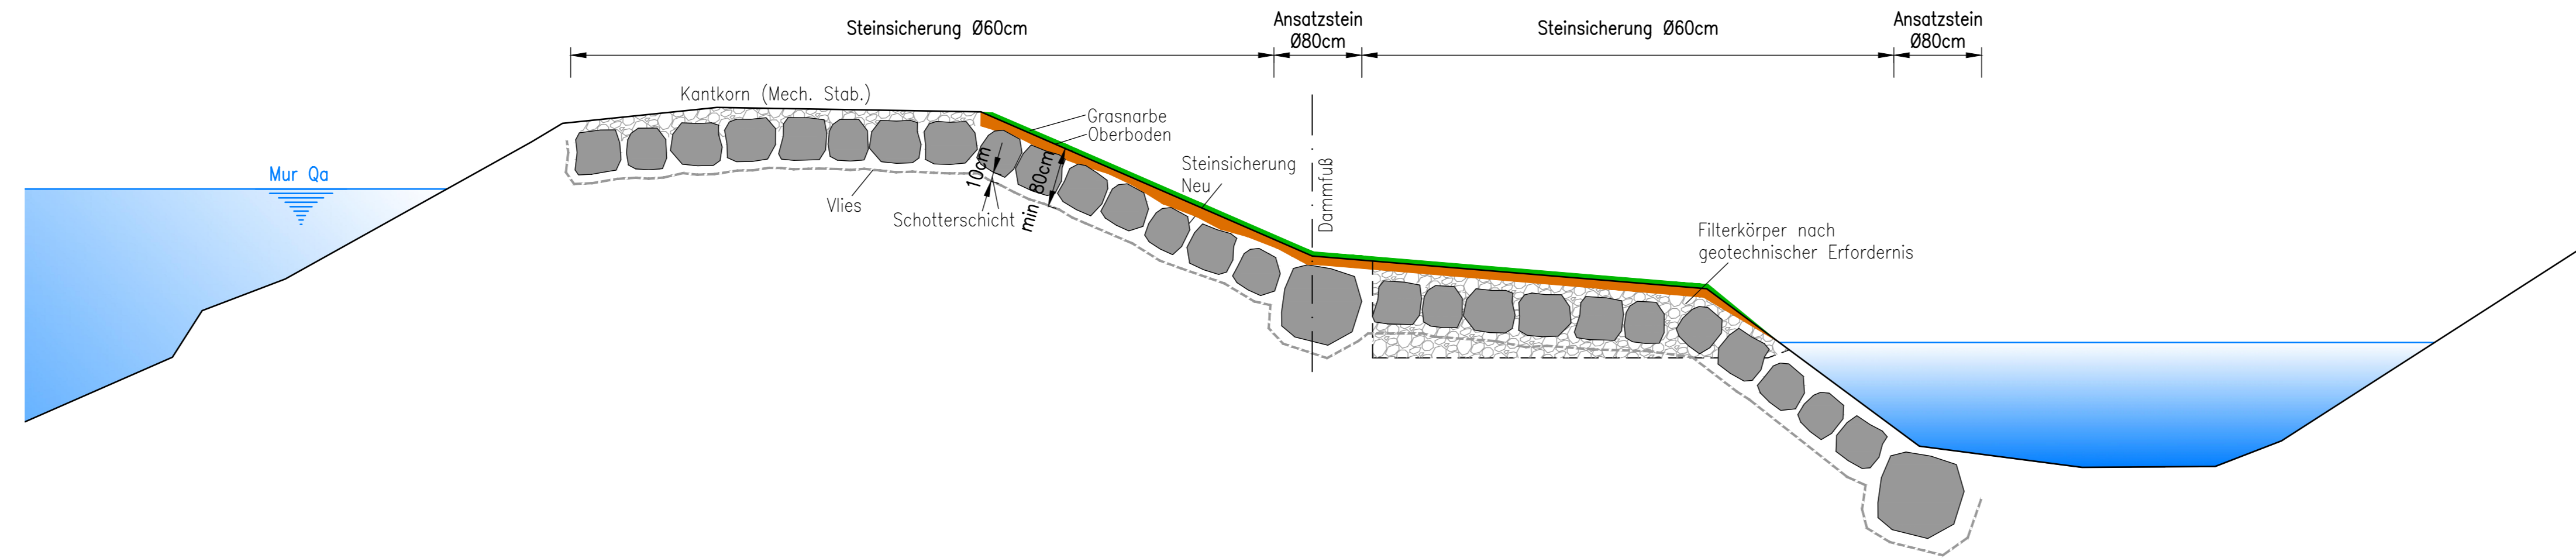 Steinsicherung Ø60cm
Ansatzstein
Ø80cm
Steinsicherung Ø60cm
Ansatzstein
Ø80cm
Kantkorn (Mech. Stab.)
Grasnarbe
Oberboden
Mur Qa
Vlies
Schotterschicht
10cm
min 80cm
Steinsicherung
Neu
Dammfuß
Filterkörper nach
geotechnischer Erfordernis